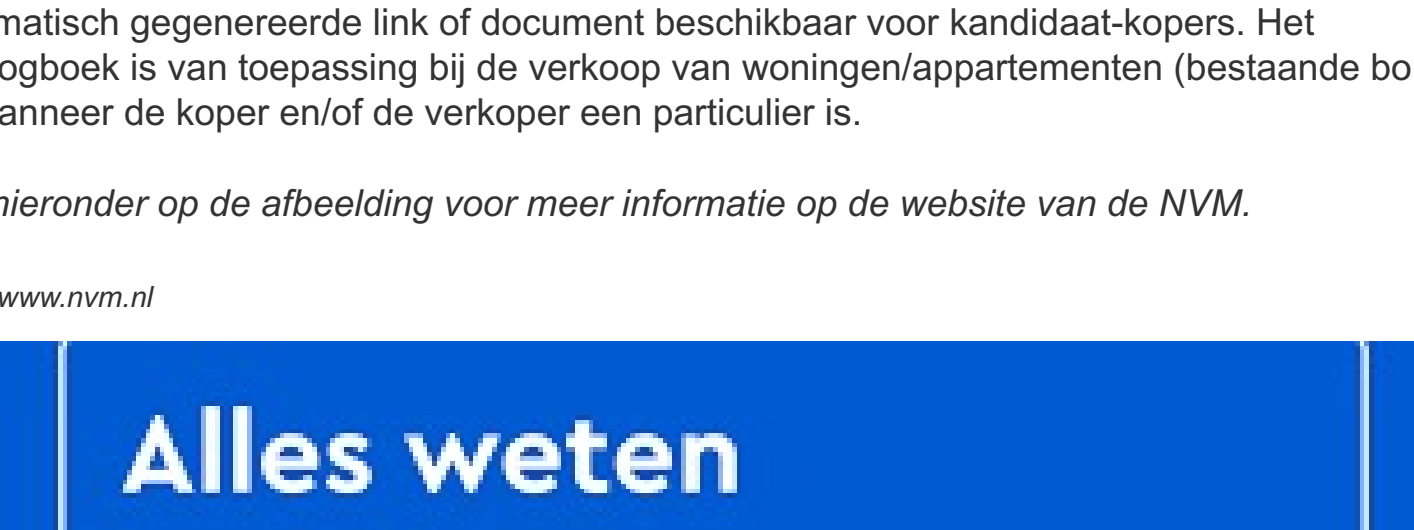 matisch gegenereerde link of document beschikbaar voor kandidaat-kopers. Het
ogboek is van toepassing bij de verkoop van woningen/appartementen (bestaande bo
anneer de koper en/of de verkoper een particulier is.
hieronder op de afbeelding voor meer informatie op de website van de NVM.
www.nvm.nl
Alles weten